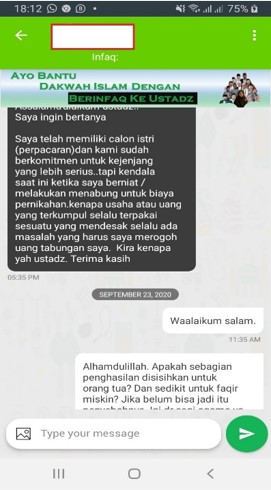 18:12
75%
Infaq:
AYO BANTU
DAKWAH ISLAM DENGAN
BERINFAQ KE USTADZ
Assalamu'alaikum ustadz..
Saya ingin bertanya
Saya telah memiliki calon istri
(perpacaran)dan kami sudah
berkomitmen untuk kejenjang
yang lebih serius..tapi kendala
saat ini ketika saya berniat /
melakukan menabung untuk biaya
pernikahan.kenapa usaha atau uang
yang terkumpul selalu terpakai
sesuatu yang mendesak selalu ada
masalah yang harus saya merogoh
uang tabungan saya. Kira kenapa
yah ustadz. Terima kasih
05:35 PM
SEPTEMBER 23, 2020
Waalaikum salam.
11:35 AM
Alhamdulillah. Apakah sebagian
penghasilan disisihkan untuk
orang tua? Dan sedikit untuk faqir
miskin? Jika belum bisa jadi itu
Type your message